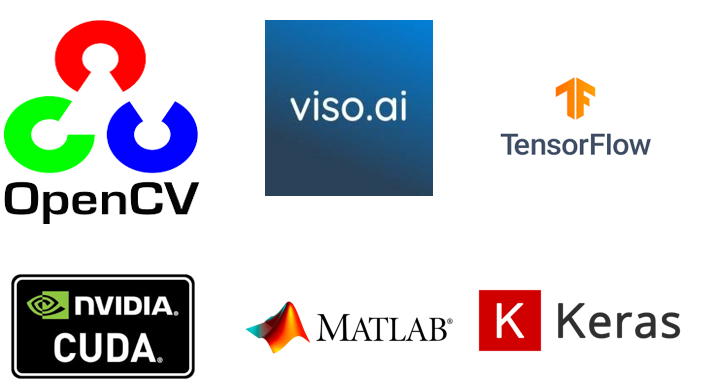 OpenCV
viso.ai
TensorFlow
NVIDIA.
CUDA®
MATLAB®
K Keras